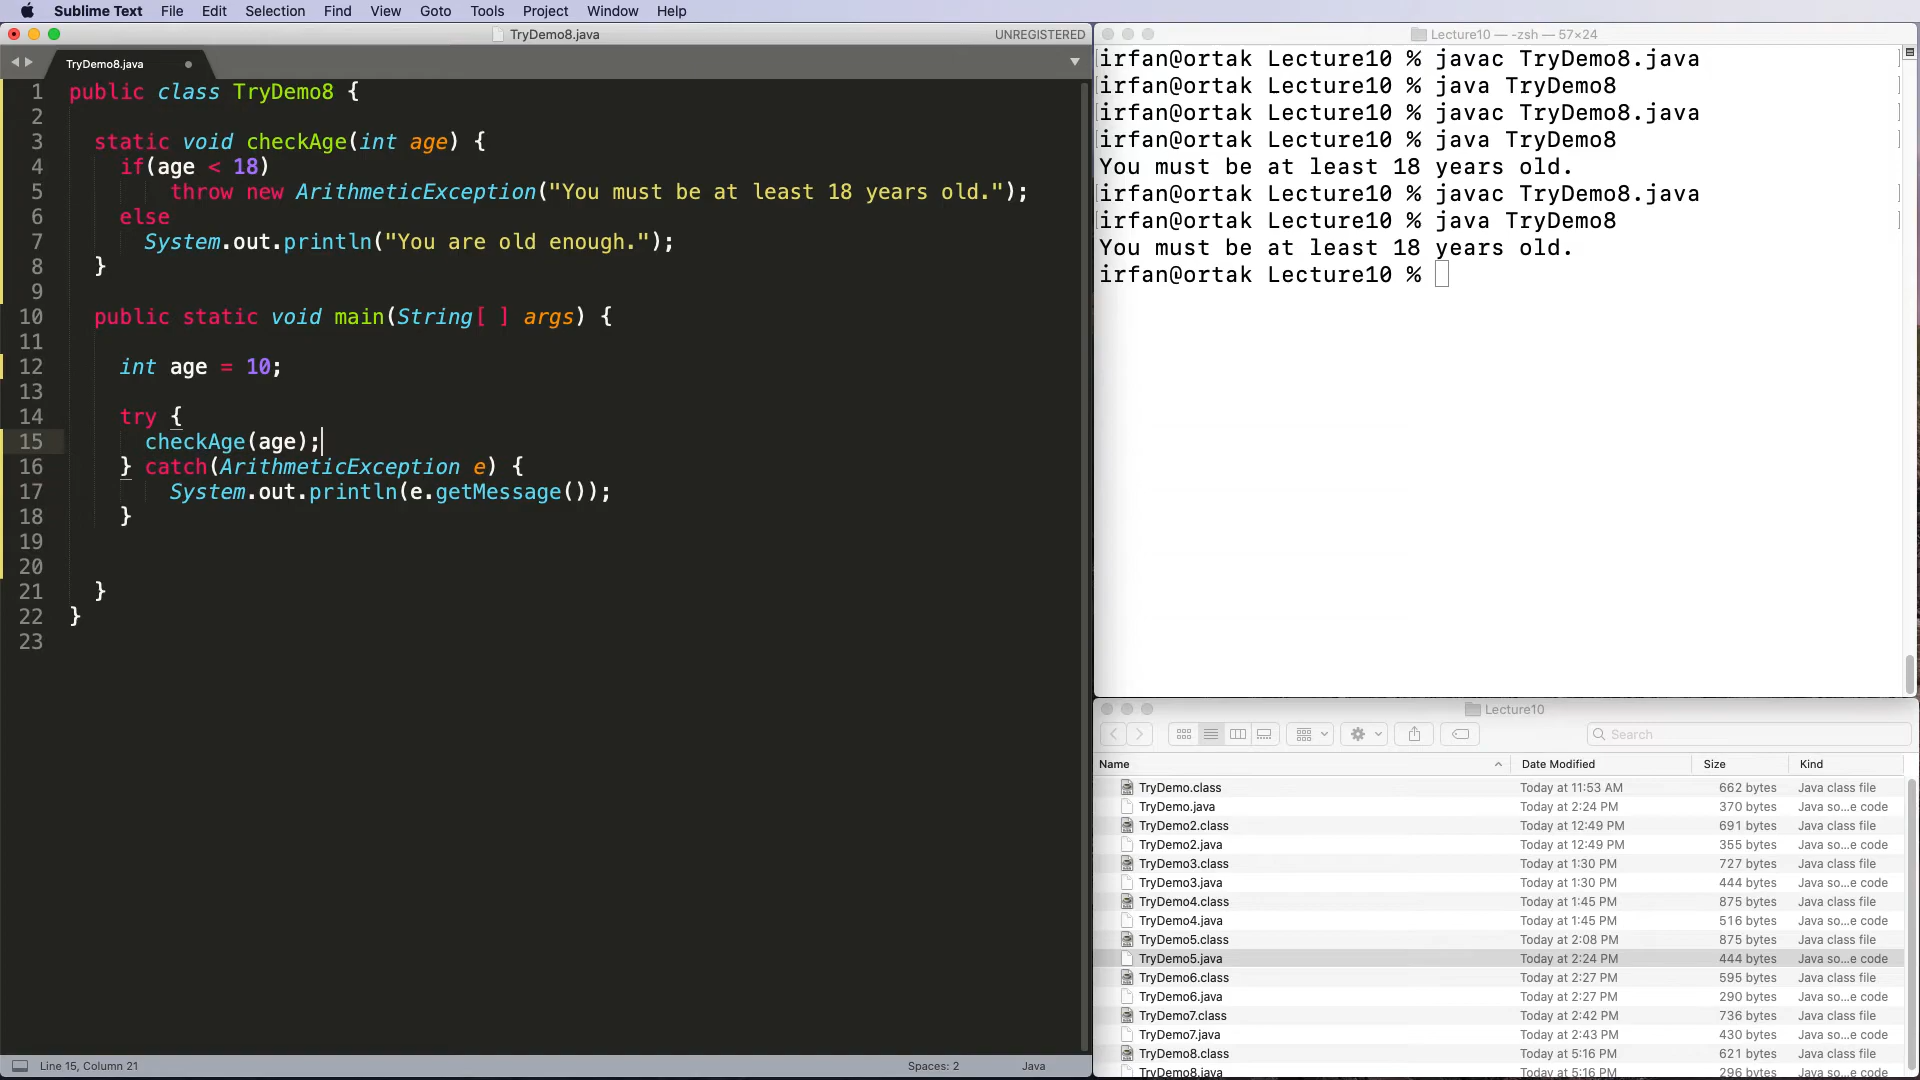 Sublime Text File Edit Selection Find View Goto Tools Project Window Help
TryDemo8.java UNREGISTERED
TryDemo8.java
1 public class TryDemo8 {
2
3 static void checkAge(int age) {
4 if(age < 18)
5 throw new ArithmeticException("You must be at least 18 years old.");
6 else
7 System.out.println("You are old enough.");
8 }
9
10 public static void main(String[ ] args) {
11
12 int age = 10;
13
14 try {
15 checkAge(age);
16 } catch(ArithmeticException e) {
17 System.out.println(e.getMessage());
18 }
19
20
21 }
22 }
23
Line 15, Column 21 Spaces: 2 Java
Lecture10 — -zsh — 57×24
irfan@ortak Lecture10 % javac TryDemo8.java
irfan@ortak Lecture10 % java TryDemo8
irfan@ortak Lecture10 % javac TryDemo8.java
irfan@ortak Lecture10 % java TryDemo8
You must be at least 18 years old.
irfan@ortak Lecture10 % javac TryDemo8.java
irfan@ortak Lecture10 % java TryDemo8
You must be at least 18 years old.
irfan@ortak Lecture10 %
Lecture10
Search
Name Date Modified Size Kind
TryDemo.class Today at 11:53 AM 662 bytes Java class file
TryDemo.java Today at 2:24 PM 370 bytes Java so...e code
TryDemo2.class Today at 12:49 PM 691 bytes Java class file
TryDemo2.java Today at 12:49 PM 355 bytes Java so...e code
TryDemo3.class Today at 1:30 PM 727 bytes Java class file
TryDemo3.java Today at 1:30 PM 444 bytes Java so...e code
TryDemo4.class Today at 1:45 PM 875 bytes Java class file
TryDemo4.java Today at 1:45 PM 516 bytes Java so...e code
TryDemo5.class Today at 2:08 PM 875 bytes Java class file
TryDemo5.java Today at 2:24 PM 444 bytes Java so...e code
TryDemo6.class Today at 2:27 PM 595 bytes Java class file
TryDemo6.java Today at 2:27 PM 290 bytes Java so...e code
TryDemo7.class Today at 2:42 PM 736 bytes Java class file
TryDemo7.java Today at 2:43 PM 430 bytes Java so...e code
TryDemo8.class Today at 5:16 PM 621 bytes Java class file
TryDemo8.java Today at 5:16 PM 296 bytes Java so...e code